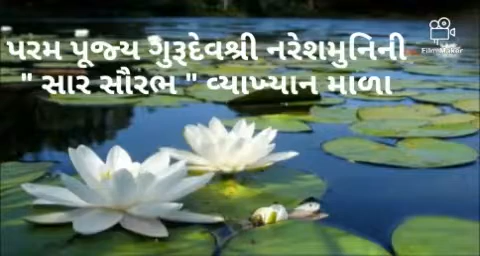 પરમ પૂજ્ય ગુરૂદેવશ્રી નરેશમુનિની
" સાર સૌરભ " વ્યાખ્યાન માળા
FilmMaker